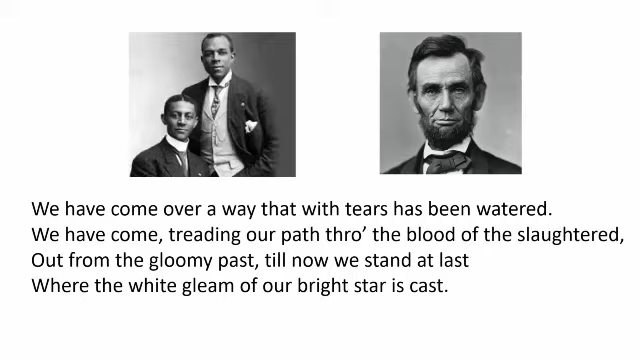 We have come over a way that with tears has been watered.
We have come, treading our path thro’ the blood of the slaughtered,
Out from the gloomy past, till now we stand at last
Where the white gleam of our bright star is cast.